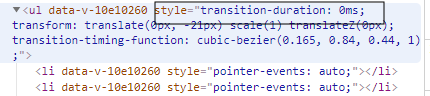 <ul data-v-10e10260 style="transition-duration: 0ms;
transform: translate(0px, -21px) scale(1) translateZ(0px);
transition-timing-function: cubic-bezier(0.165, 0.84, 0.44, 1)
;">
<li data-v-10e10260 style="pointer-events: auto;"></li>
<li data-v-10e10260 style="pointer-events: auto;"></li>